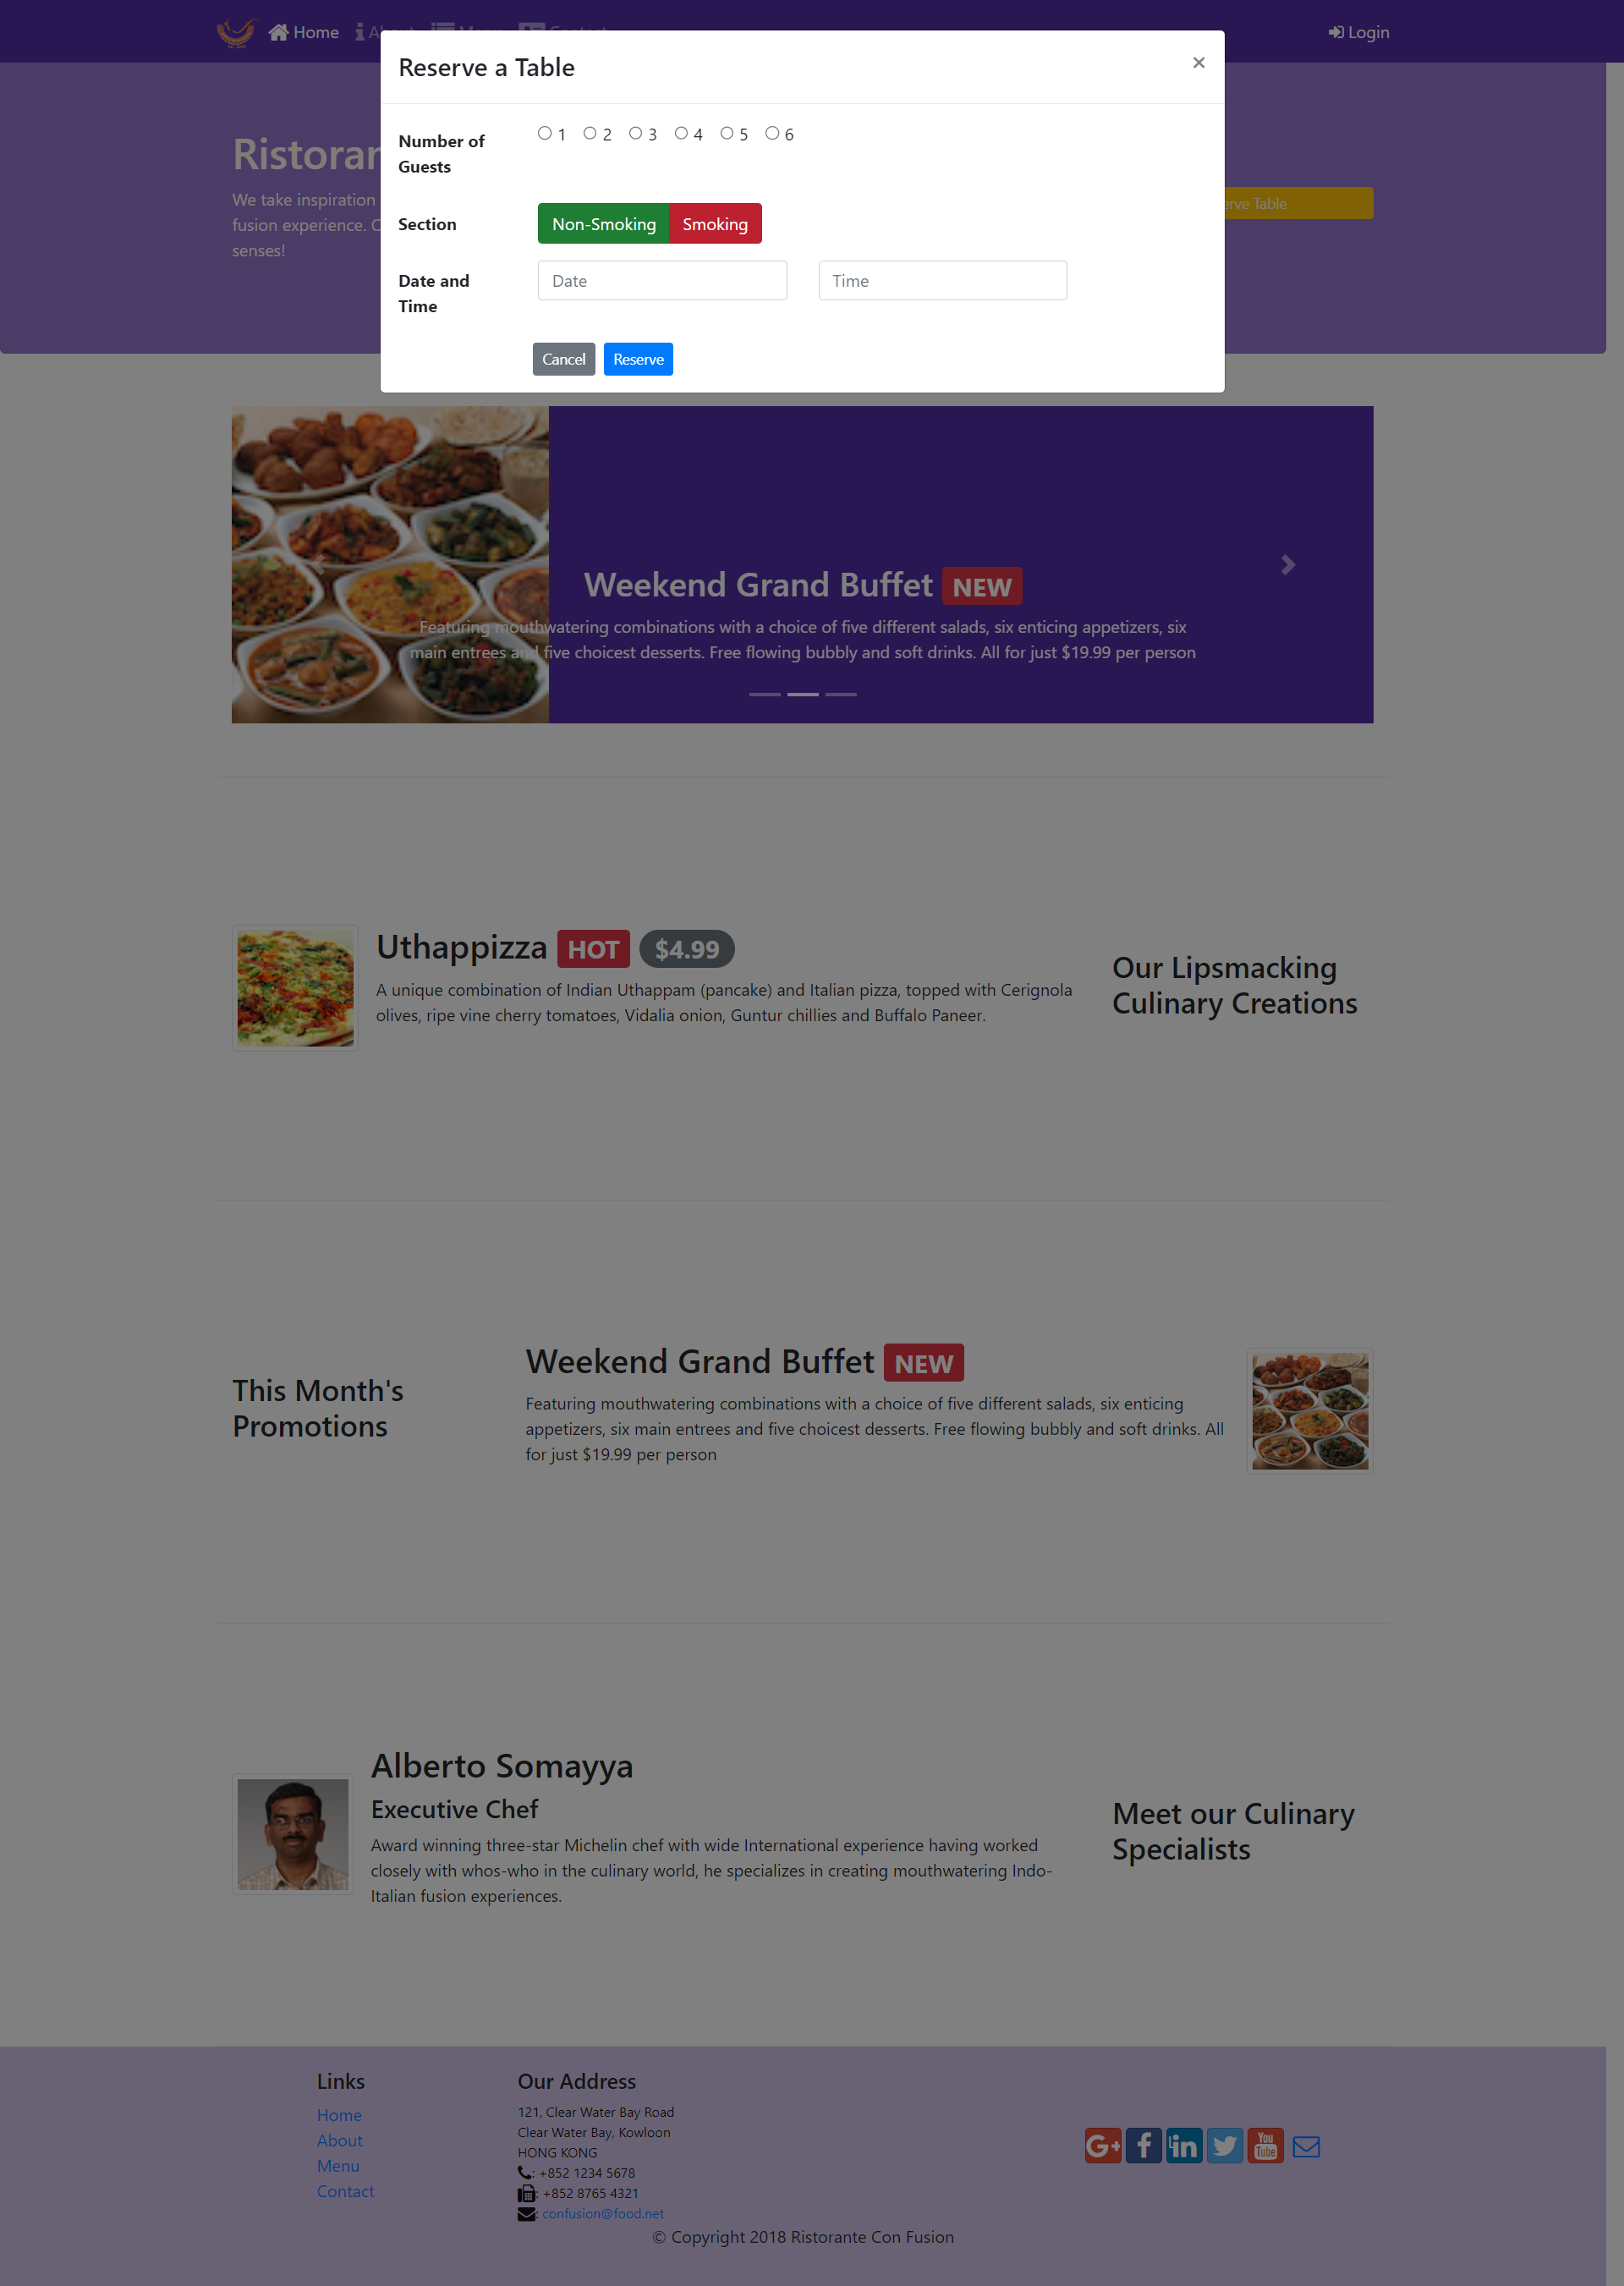 Home
Login
Reserve a Table
×
Number of
Guests
1 2 3 4 5 6
Section
Non-Smoking Smoking
Date and
Time
Date
Time
Cancel Reserve
We take inspiration
fusion experience.
senses!
Table
Weekend Grand Buffet NEW
Featuring mouthwatering combinations with a choice of five different salads, six enticing appetizers, six
main entrees and five choicest desserts. Free flowing bubbly and soft drinks. All for just $19.99 per person
Uthappizza HOT $4.99
A unique combination of Indian Uthappam (pancake) and Italian pizza, topped with Cerignola
olives, ripe vine cherry tomatoes, Vidalia onion, Guntur chillies and Buffalo Paneer.
Our Lipsmacking
Culinary Creations
This Month's
Promotions
Weekend Grand Buffet NEW
Featuring mouthwatering combinations with a choice of five different salads, six enticing
appetizers, six main entrees and five choicest desserts. Free flowing bubbly and soft drinks. All
for just $19.99 per person
Alberto Somayya
Executive Chef
Award winning three-star Michelin chef with wide International experience having worked
closely with whos-who in the culinary world, he specializes in creating mouthwatering Indo-
Italian fusion experiences.
Meet our Culinary
Specialists
Links
Home
About
Menu
Contact
Our Address
121, Clear Water Bay Road
Clear Water Bay, Kowloon
HONG KONG
: +852 1234 5678
: +852 8765 4321
: confusion@food.net
You
Tube
© Copyright 2018 Ristorante Con Fusion